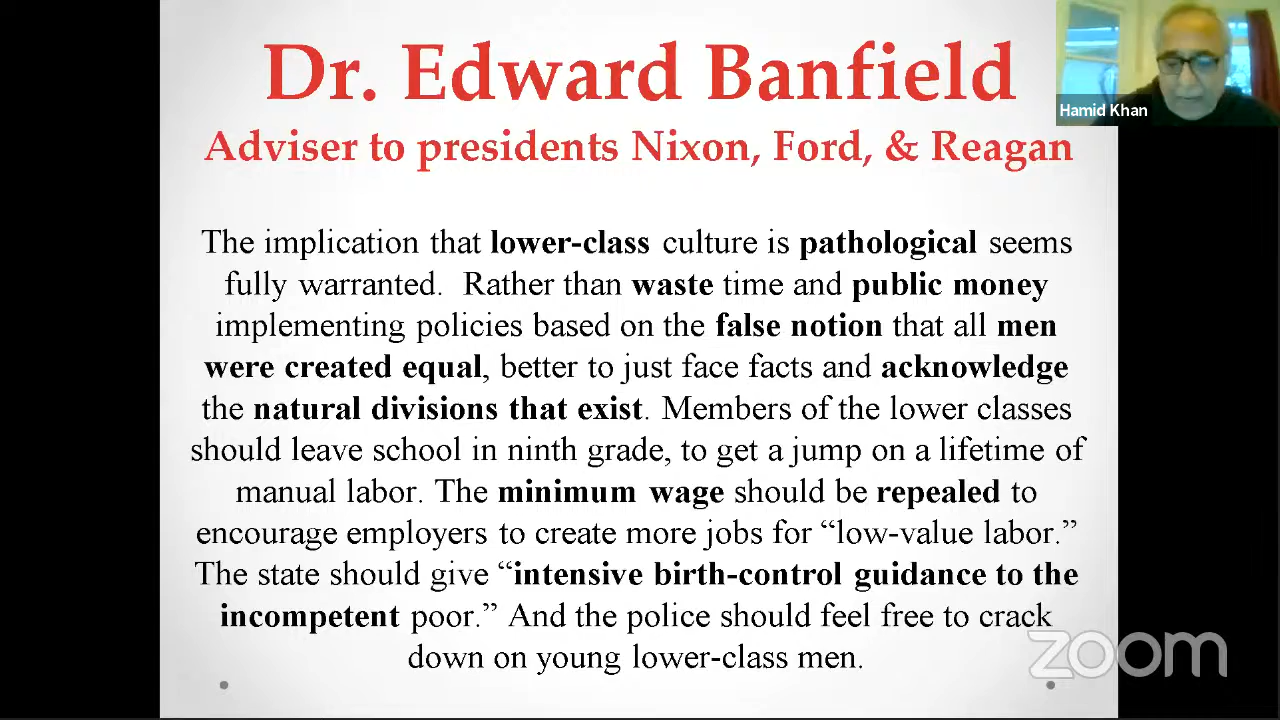 Dr. Edward Banfield
Hamid Khan
Adviser to presidents Nixon, Ford, & Reagan
The implication that lower-class culture is pathological seems
fully warranted.  Rather than waste time and public money
implementing policies based on the false notion that all men
were created equal, better to just face facts and acknowledge
the natural divisions that exist. Members of the lower classes
should leave school in ninth grade, to get a jump on a lifetime of
manual labor. The minimum wage should be repealed to
encourage employers to create more jobs for “low-value labor.”
The state should give “intensive birth-control guidance to the
incompetent poor.” And the police should feel free to crack
down on young lower-class men.
zoom